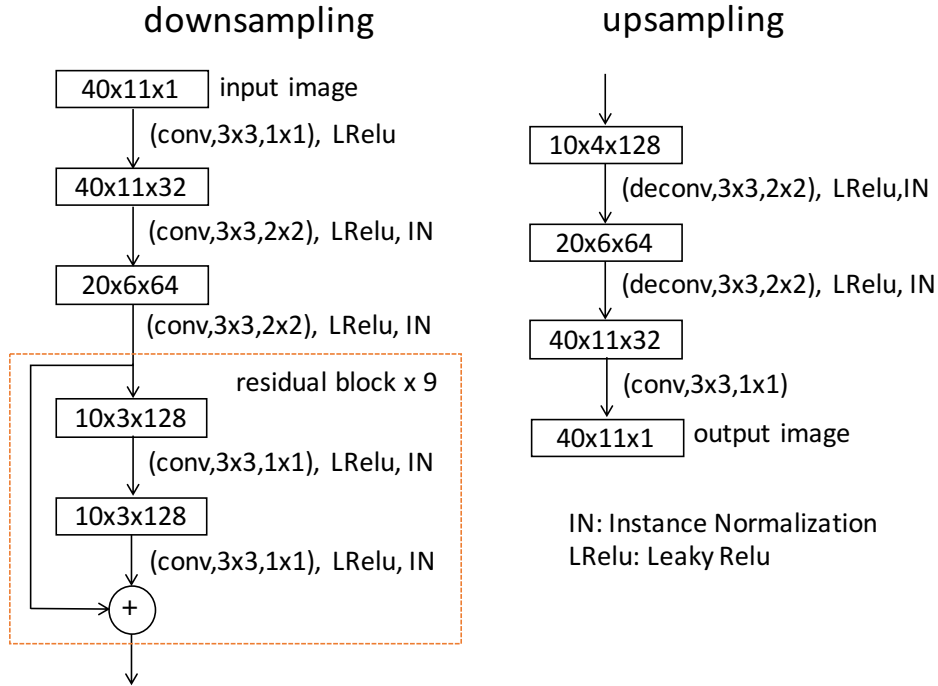 downsampling
40x11x1 input image
(conv,3x3,1x1), LRelu
40x11x32
(conv,3x3,2x2), LRelu, IN
20x6x64
(conv,3x3,2x2), LRelu, IN
residual block x 9
10x3x128
(conv,3x3,1x1), LRelu, IN
10x3x128
(conv,3x3,1x1), LRelu, IN
+
upsampling
10x4x128
(deconv,3x3,2x2), LRelu,IN
20x6x64
(deconv,3x3,2x2), LRelu, IN
40x11x32
(conv,3x3,1x1)
40x11x1 output image
IN: Instance Normalization
LRelu: Leaky Relu